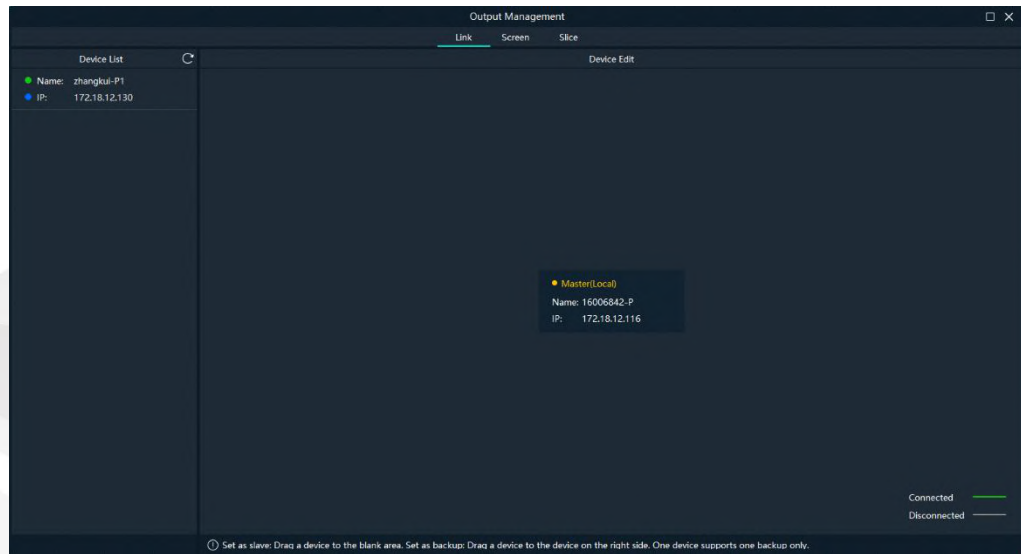 Output Management
Link Screen Slice
Device List
Device Edit
Name: zhangkui-P1
IP: 172.18.12.130
Master(Local)
Name: 16006842-P
IP: 172.18.12.116
Connected
Disconnected
Set as slave: Drag a device to the blank area. Set as backup: Drag a device to the device on the right side. One device supports one backup only.